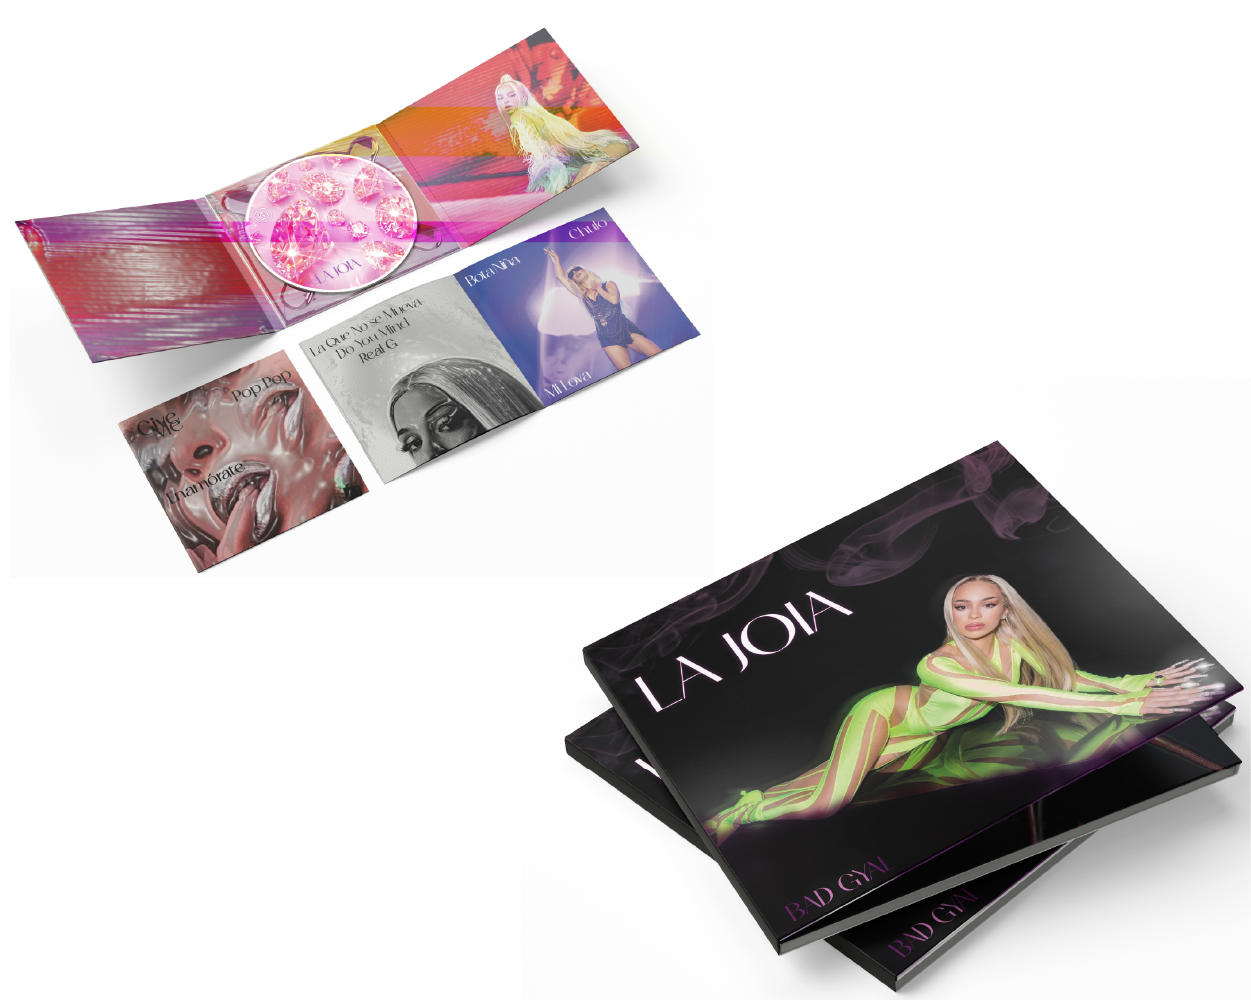 LA JOIA
Chulo
Bota Niña
Mi Lova
La Que No se Mueva
Do You Mind
Real G
Pop Pop
Give
Me
Enamórate
LA JOIA
BAD GYAL
BAD GYAL